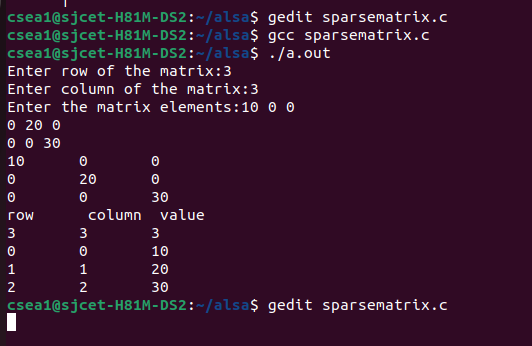 csea1@sjcet-H81M-DS2:~/alsa$ gedit sparsematrix.c
csea1@sjcet-H81M-DS2:~/alsa$ gcc sparsematrix.c
csea1@sjcet-H81M-DS2:~/alsa$ ./a.out
Enter row of the matrix:3
Enter column of the matrix:3
Enter the matrix elements:10 0 0
0 20 0
0 0 30
10 0 0
0 20 0
0 0 30
row column value
3 3 3
0 0 10
1 1 20
2 2 30
csea1@sjcet-H81M-DS2:~/alsa$ gedit sparsematrix.c